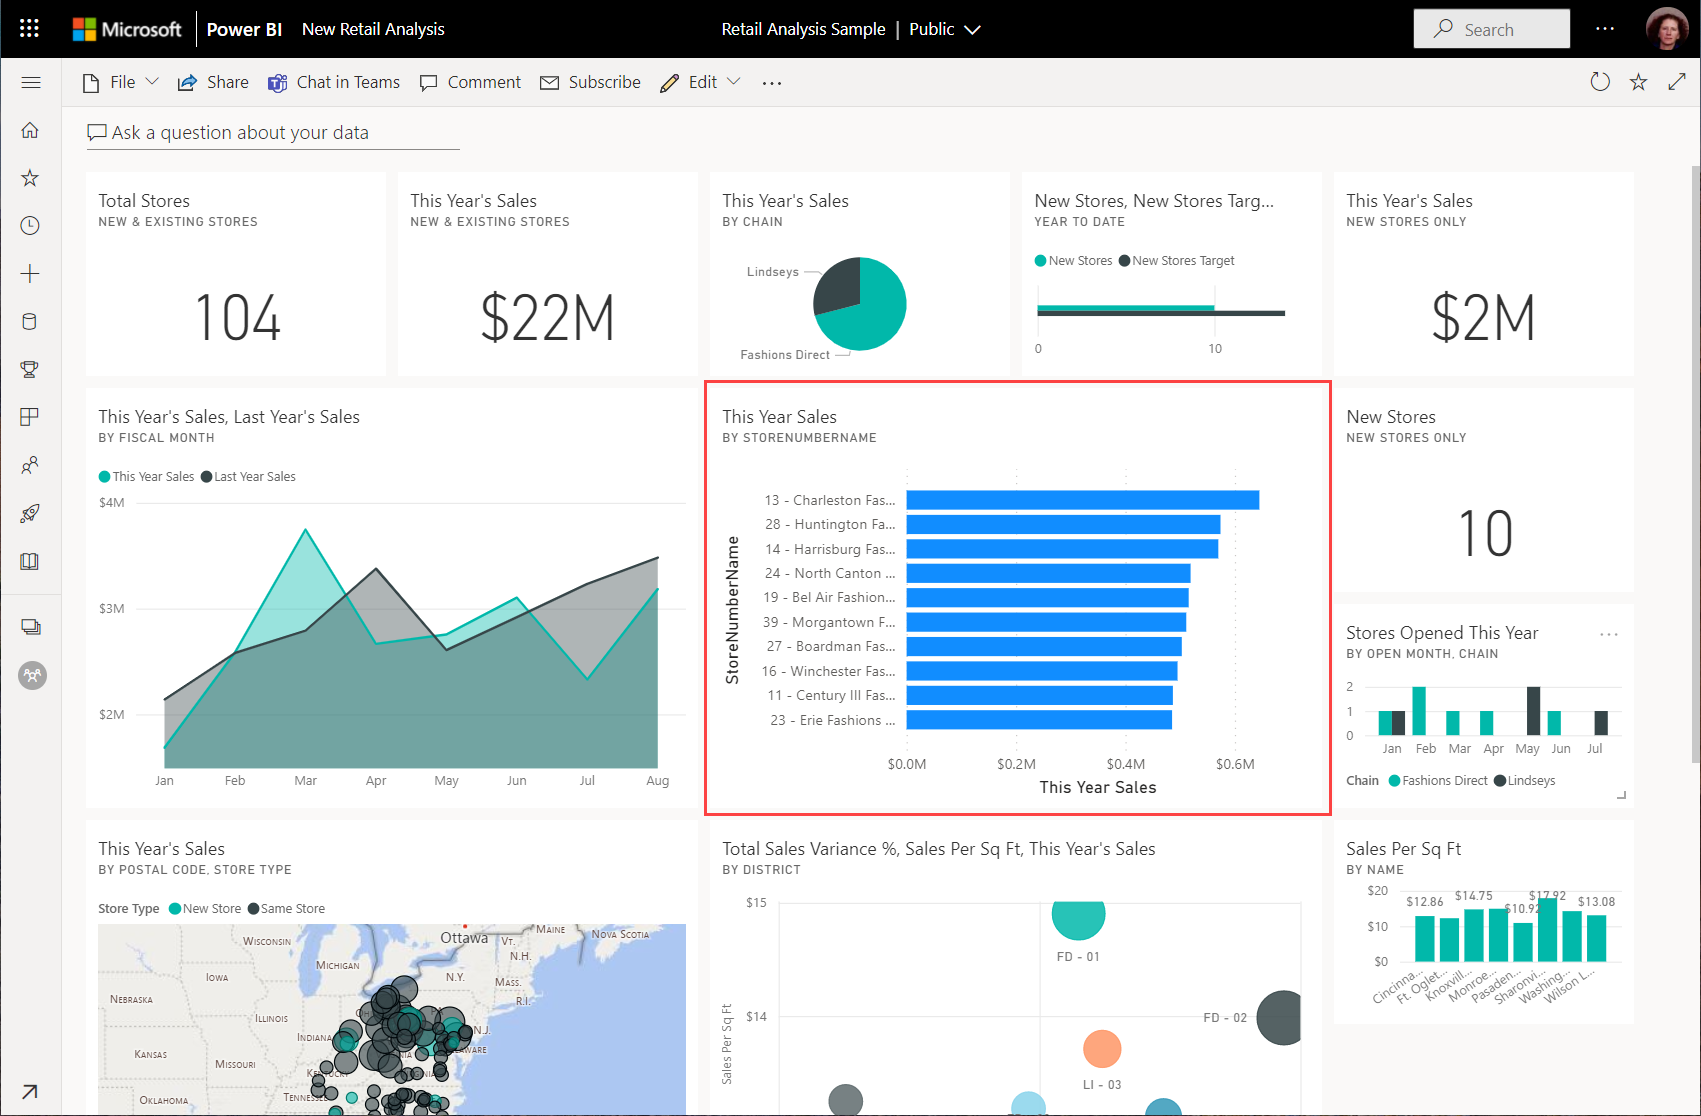 Microsoft Power BI New Retail Analysis Retail Analysis Sample | Public Search
File Share Chat in Teams Comment Subscribe Edit
Ask a question about your data
Total Stores
NEW & EXISTING STORES
104
This Year's Sales
NEW & EXISTING STORES
$22M
This Year's Sales
BY CHAIN
Lindseys
Fashions Direct
New Stores, New Stores Targ...
YEAR TO DATE
New Stores New Stores Target
0 10
This Year's Sales
NEW STORES ONLY
$2M
This Year's Sales, Last Year's Sales
BY FISCAL MONTH
This Year Sales Last Year Sales
$4M
$3M
$2M
Jan Feb Mar Apr May Jun Jul Aug
This Year Sales
BY STORENUMBERNAME
StoreNumberName
13 - Charleston Fas...
28 - Huntington Fa...
14 - Harrisburg Fas...
24 - North Canton ...
19 - Bel Air Fashion...
39 - Morgantown F...
27 - Boardman Fas...
16 - Winchester Fas...
11 - Century III Fas...
23 - Erie Fashions ...
$0.0M $0.2M $0.4M $0.6M
This Year Sales
New Stores
NEW STORES ONLY
10
Stores Opened This Year
BY OPEN MONTH, CHAIN
2
1
0
Jan Feb Mar Apr May Jun Jul
Chain Fashions Direct Lindseys
This Year's Sales
BY POSTAL CODE, STORE TYPE
Store Type New Store Same Store
Ottawa
WISCONSIN
VT.
MAINE
NOVA SCOTIA
MICHIGAN
N.H.
IOWA
N.Y.
MASS.
R.I.
NEBRASKA
ILLINOIS
INDIANA
N.J.
KANSAS
MISSOURI
OKLAHOMA
Total Sales Variance %, Sales Per Sq Ft, This Year's Sales
BY DISTRICT
Sales Per Sq Ft
$15
$14
FD - 01
FD - 02
LI - 03
Sales Per Sq Ft
BY NAME
$20
$10
$0
$12.86 $14.75 $10.92 $17.92 $13.08
Cincinna...
Ft. Oglet...
Knoxvill...
Monroe...
Pasaden...
Sharonvi...
Washing...
Wilson L...